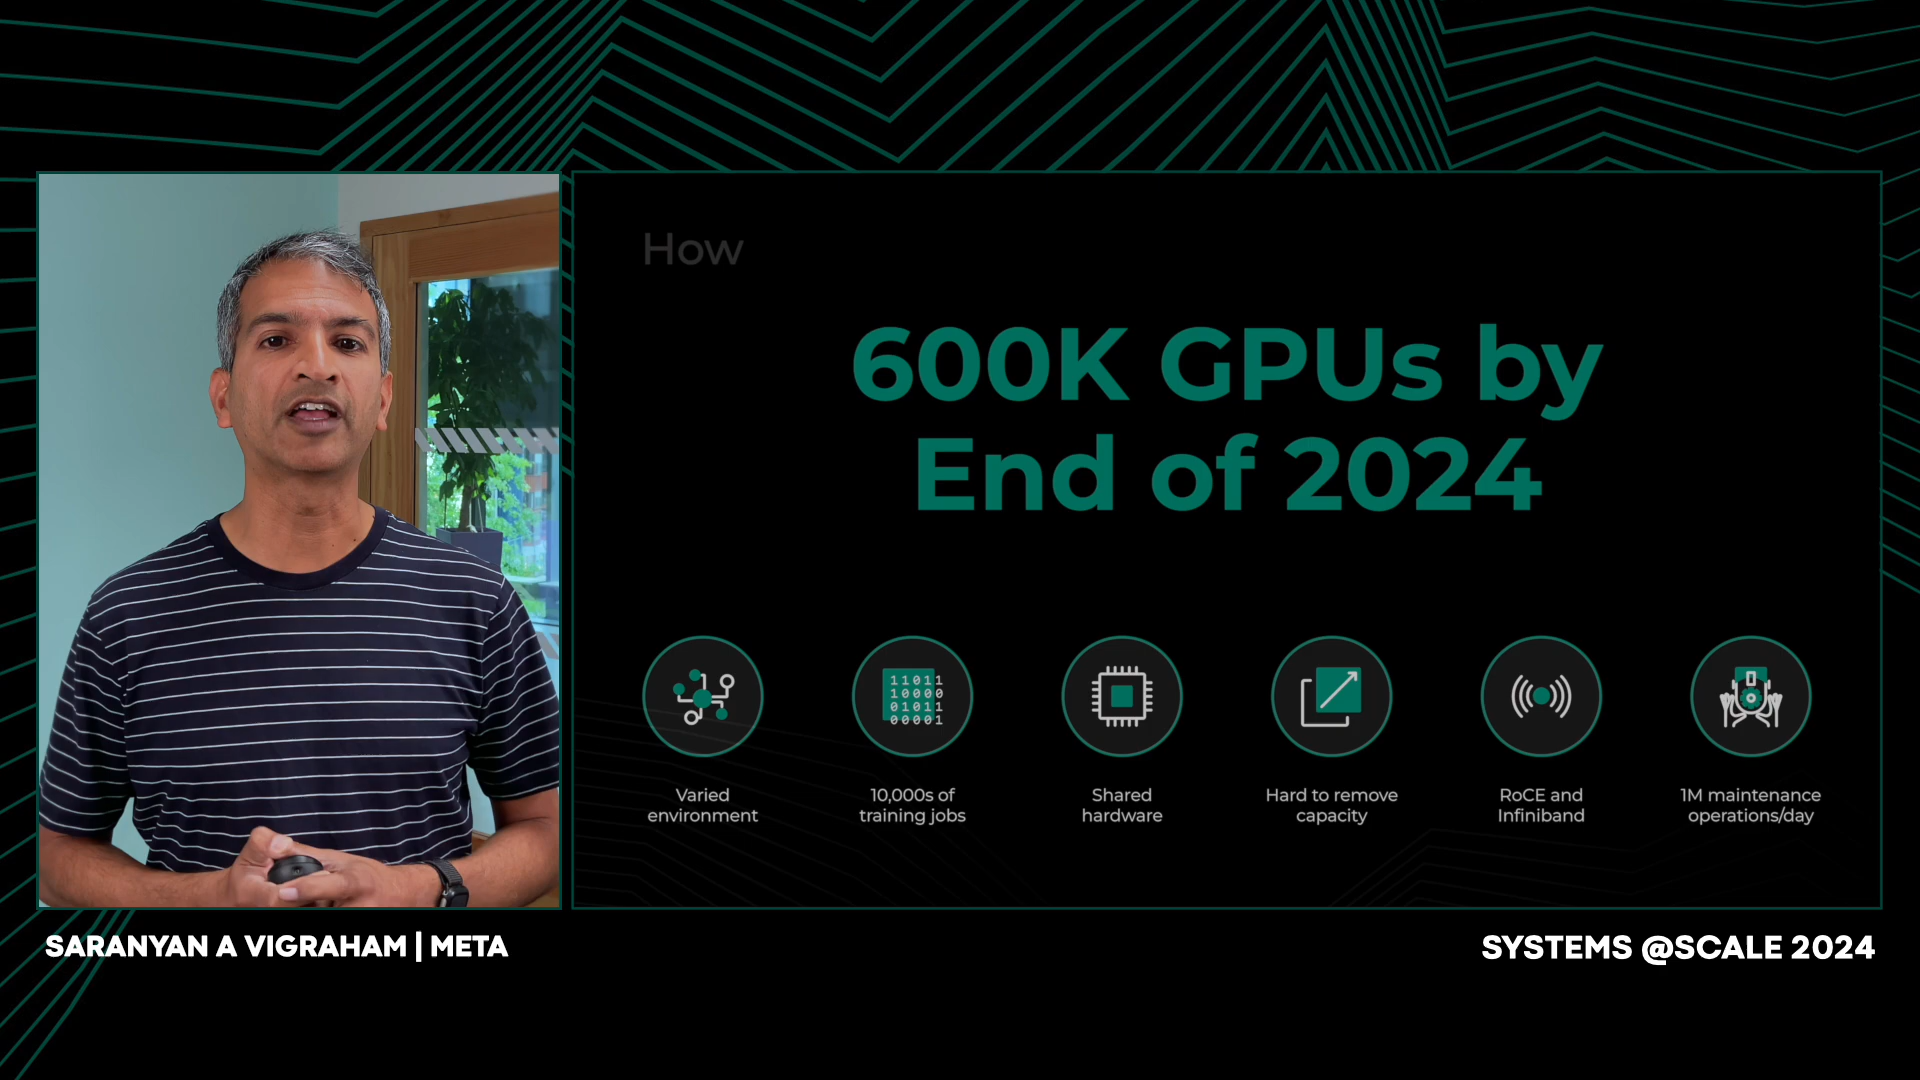 How
600K GPUs by
End of 2024
11011
10000
01011
00001
Varied
environment
10,000s of
training jobs
Shared
hardware
Hard to remove
capacity
RoCE and
Infiniband
1M maintenance
operations/day
SARANYAN A VIGRAHAM | META
SYSTEMS @SCALE 2024